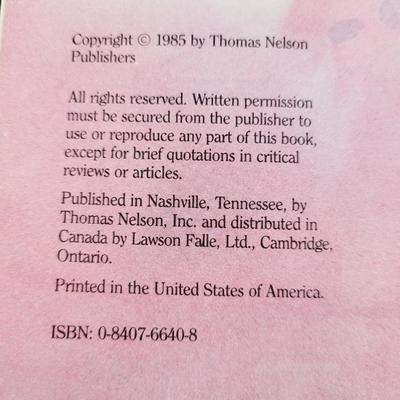 Copyright © 1985 by Thomas Nelson
Publishers
All rights reserved. Written permission
must be secured from the publisher to
use or reproduce any part of this book,
except for brief quotations in critical
reviews or articles.
Published in Nashville, Tennessee, by
Thomas Nelson, Inc. and distributed in
Canada by Lawson Falle, Ltd., Cambridge,
Ontario.
Printed in the United States of America.
ISBN: 0-8407-6640-8